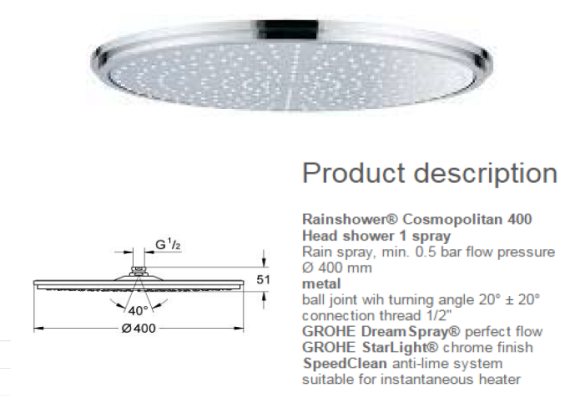 Product description
Rainshower® Cosmopolitan 400
Head shower 1 spray
Rain spray, min. 0.5 bar flow pressure
Ø 400 mm
metal
ball joint wih turning angle 20° ± 20°
connection thread 1/2"
GROHE DreamSpray® perfect flow
GROHE StarLight® chrome finish
SpeedClean anti-lime system
suitable for instantaneous heater
G 1/2
51
40°
Ø400